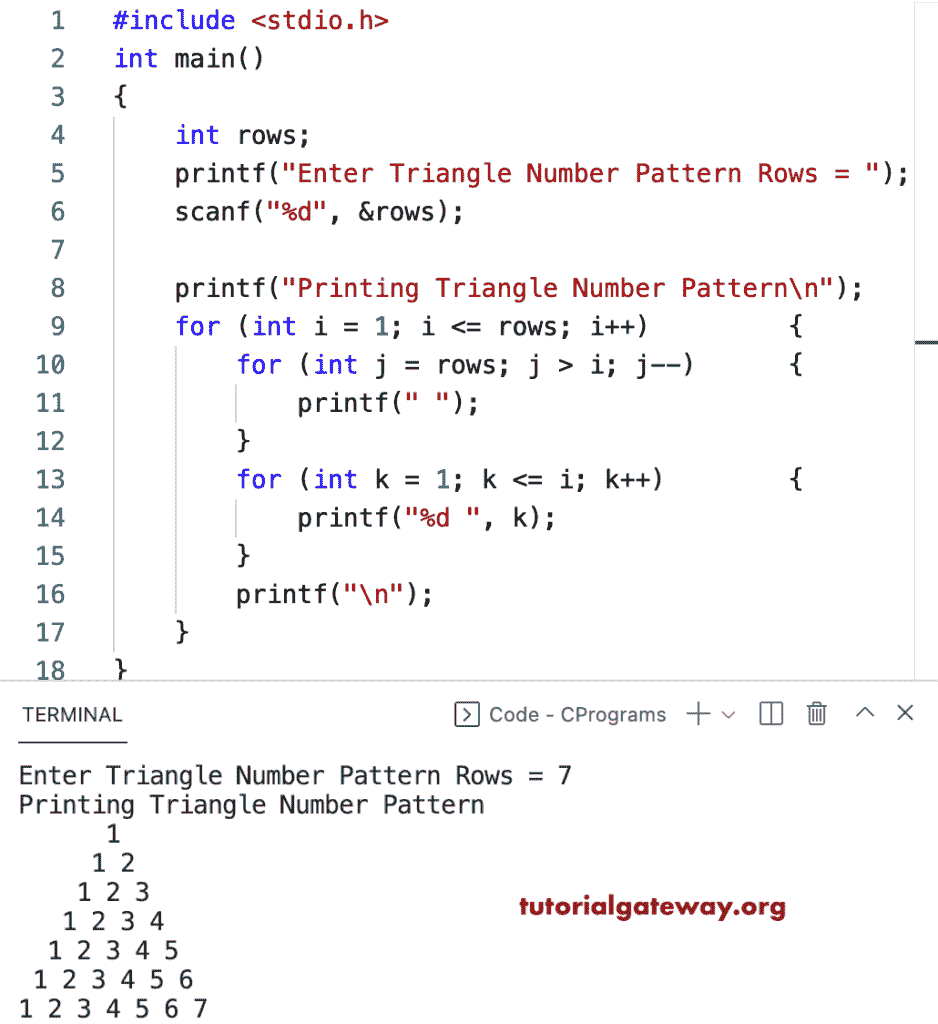 1 #include <stdio.h>
2 int main()
3 {
4     int rows;
5     printf("Enter Triangle Number Pattern Rows = ");
6     scanf("%d", &rows);
7
8     printf("Printing Triangle Number Pattern\n");
9     for (int i = 1; i <= rows; i++)         {
10         for (int j = rows; j > i; j--)      {
11             printf(" ");
12         }
13         for (int k = 1; k <= i; k++)        {
14             printf("%d ", k);
15         }
16         printf("\n");
17     }
18 }
TERMINAL Code - CPrograms
Enter Triangle Number Pattern Rows = 7
Printing Triangle Number Pattern
      1
     1 2
    1 2 3
   1 2 3 4
  1 2 3 4 5
 1 2 3 4 5 6
1 2 3 4 5 6 7
tutorialgateway.org